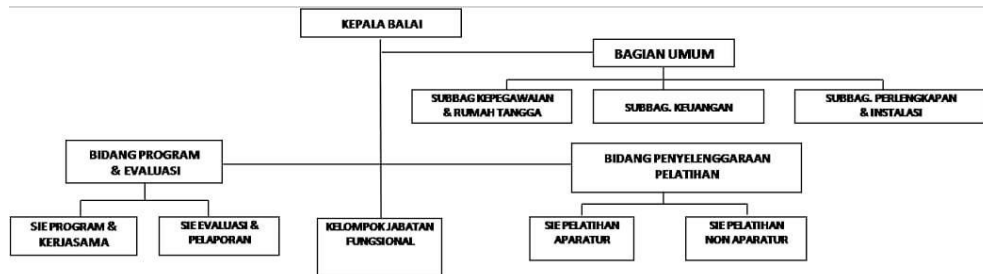 KEPALA BALAI
BAGIAN UMUM
SUBBAG KEPEGAWAIAN
& RUMAH TANGGA
SUBBAG. KEUANGAN
SUBBAG. PERLENGKAPAN
& INSTALASI
BIDANG PROGRAM
& EVALUASI
BIDANG PENYELENGGARAAN
PELATIHAN
SIE PROGRAM &
KERJASAMA
SIE EVALUASI &
PELAPORAN
KELOMPOK JABATAN
FUNGSIONAL
SIE PELATIHAN
APARATUR
SIE PELATIHAN
NON APARATUR